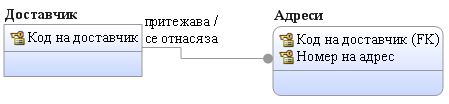 Доставчик
Код на доставчик
притежава /
се отнасяза
Адреси
Код на доставчик (FK)
Номер на адрес